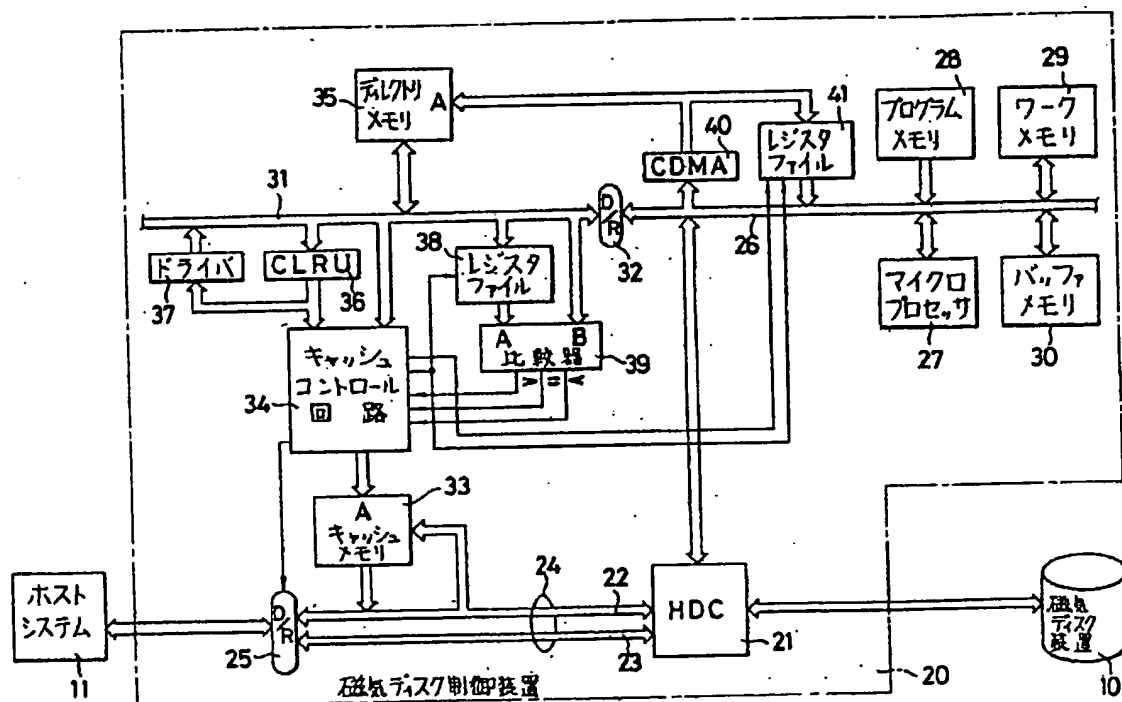 28
29
35
ディレクトリ
メモリ
A
40
41
プログラム
メモリ
ワーク
メモリ
CDMA
レジスタ
ファイル
31
D/R
32
26
38
ドライバ
37
CLRU
36
レジスタ
ファイル
マイクロ
プロセッサ
27
バッファ
メモリ
30
A
B
比較器
39
> = <
34
キャッシュ
コントロール
回路
33
A
キャッシュ
メモリ
24
22
23
HDC
21
ホスト
システム
11
D/R
25
磁気
ディスク
装置
10
20
磁気ディスク制御装置